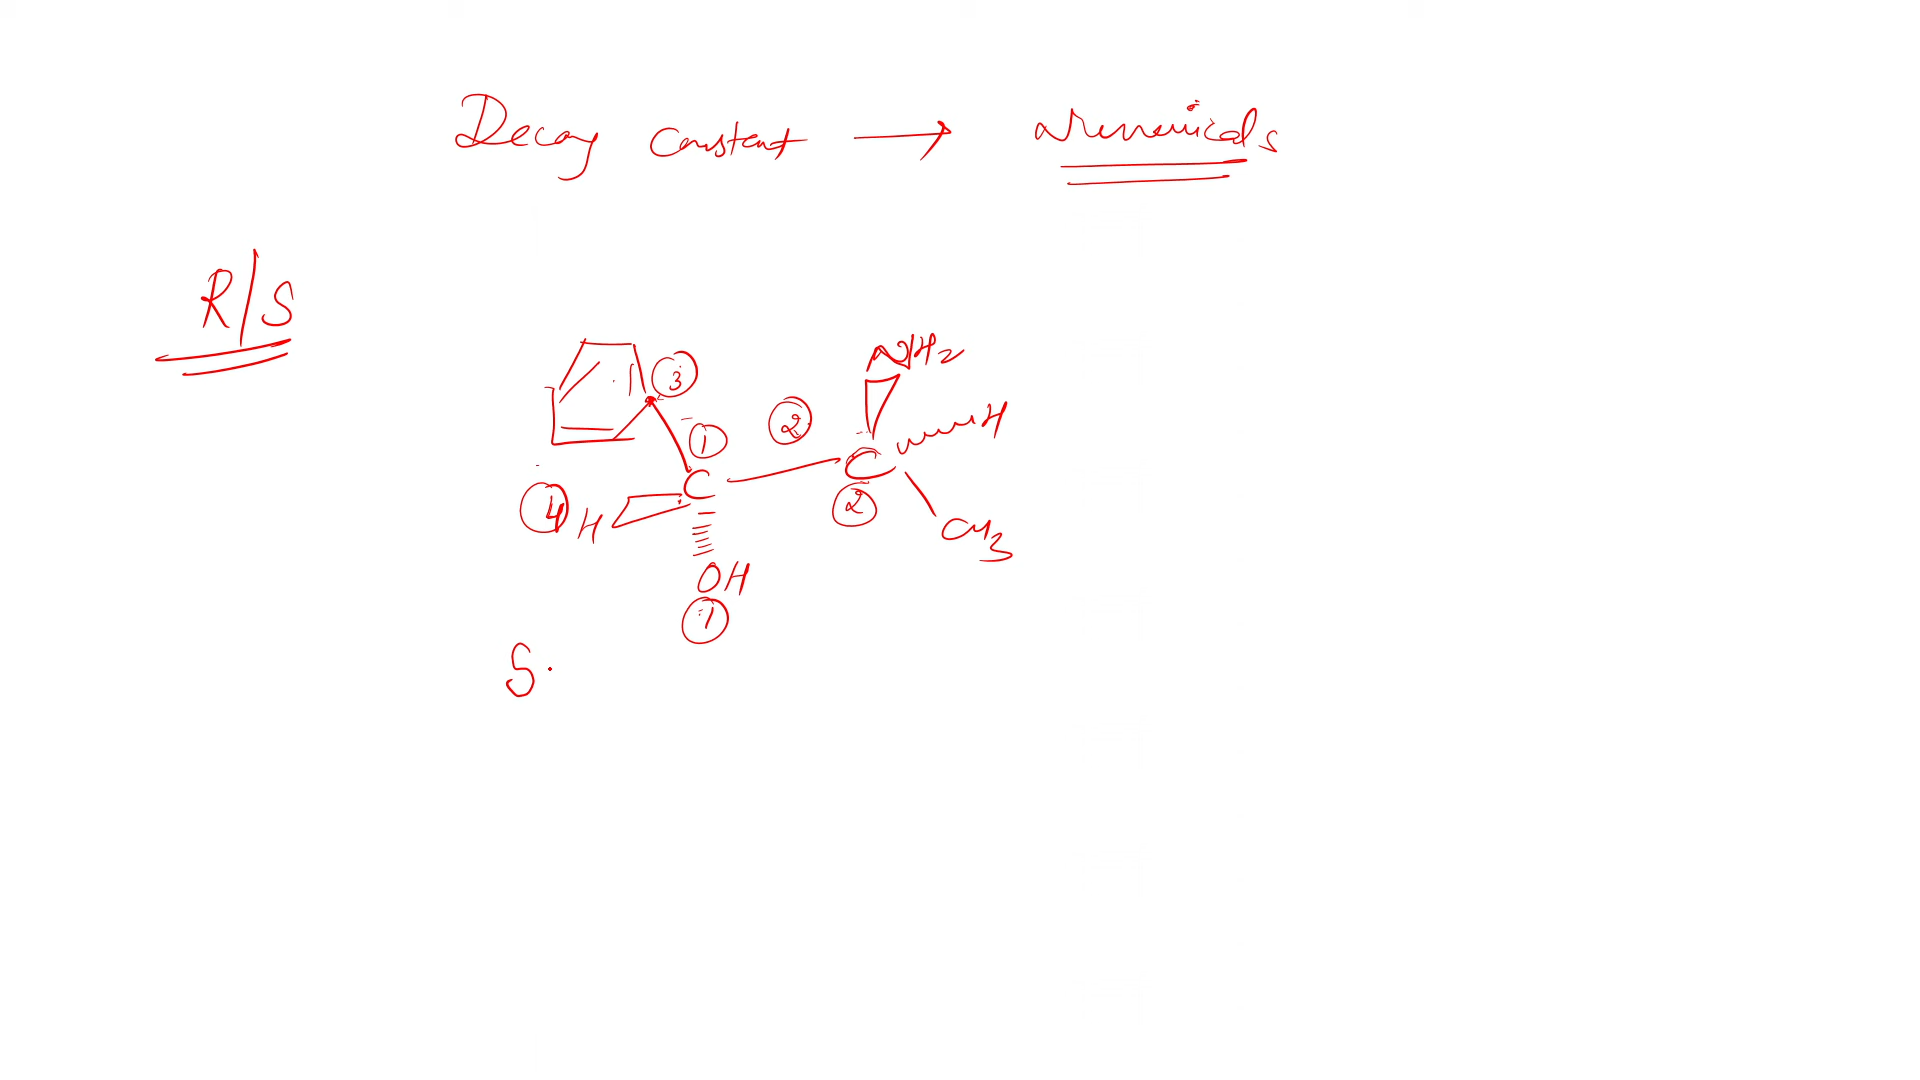 Decay constant → Numericals
R/S
NH2
③
②
①
H
C
C
④ H
②
CH3
OH
①
S.